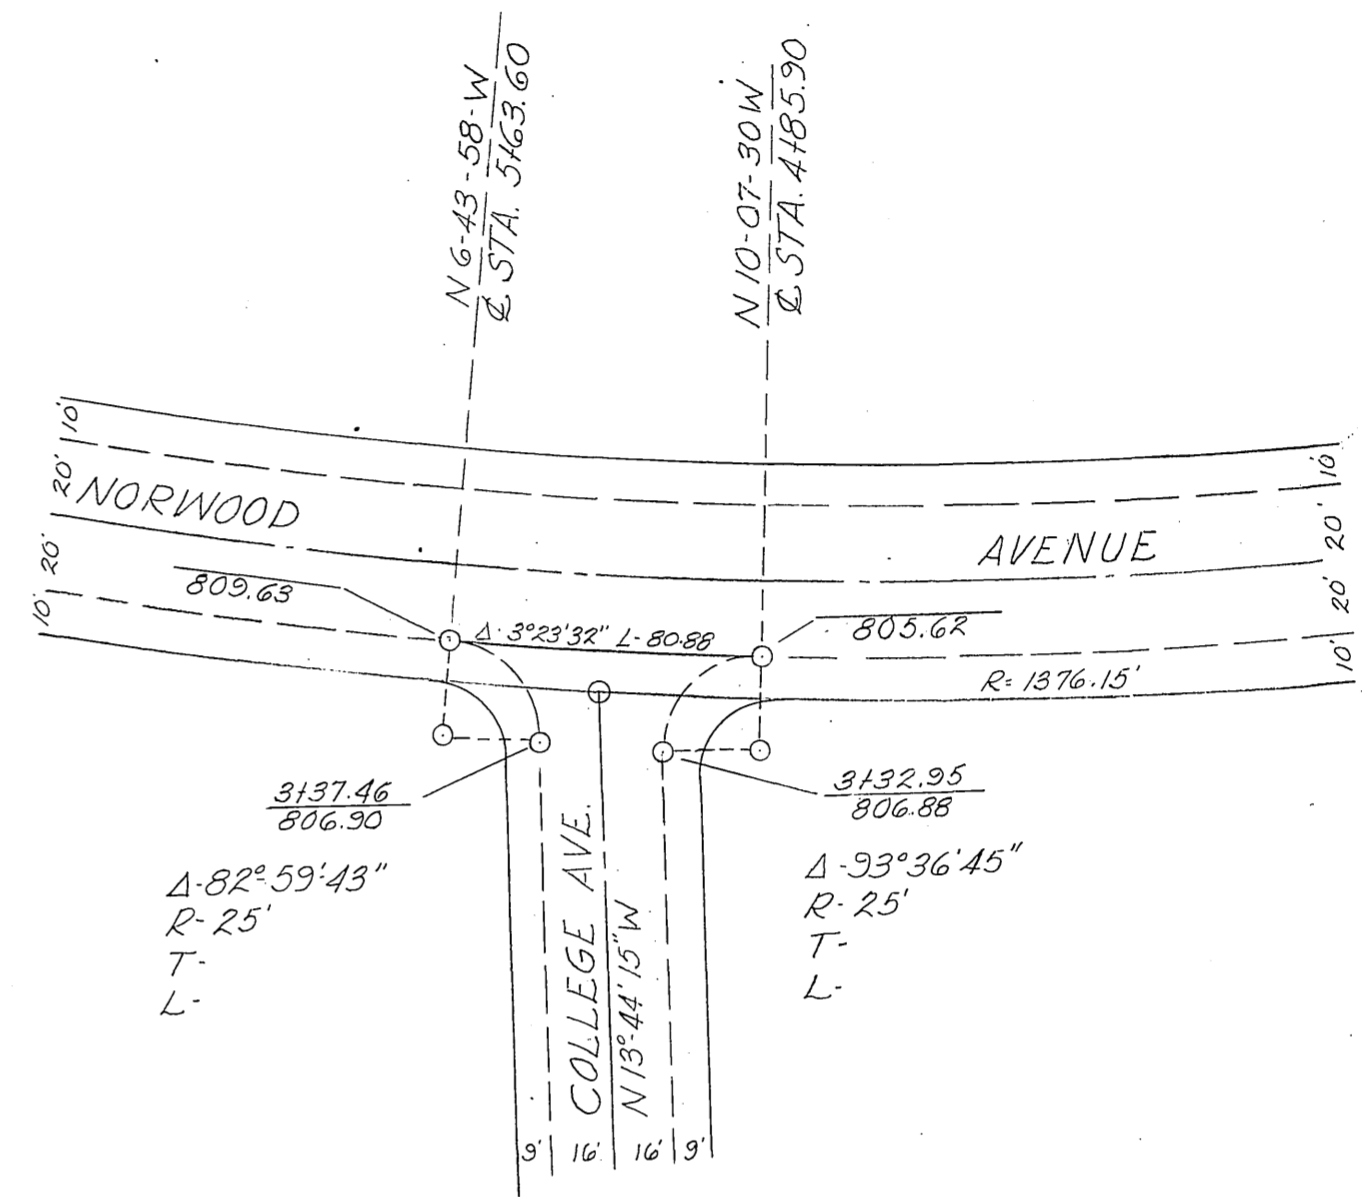 N 6-43-58-W
℄ STA. 5+63.60
N 10-07-30 W
℄ STA. 4+85.90
10'
20'
20'
10'
NORWOOD
AVENUE
10'
20'
20'
10'
809.63
Δ-3°23'32" L-80.88
805.62
R=1376.15'
3+37.46
806.90
3+32.95
806.88
Δ-82°-59'-43"
R-25'
T-
L-
Δ-93°36'45"
R-25'
T-
L-
COLLEGE AVE.
N 13°-44' 15" W
9'
16'
16'
9'